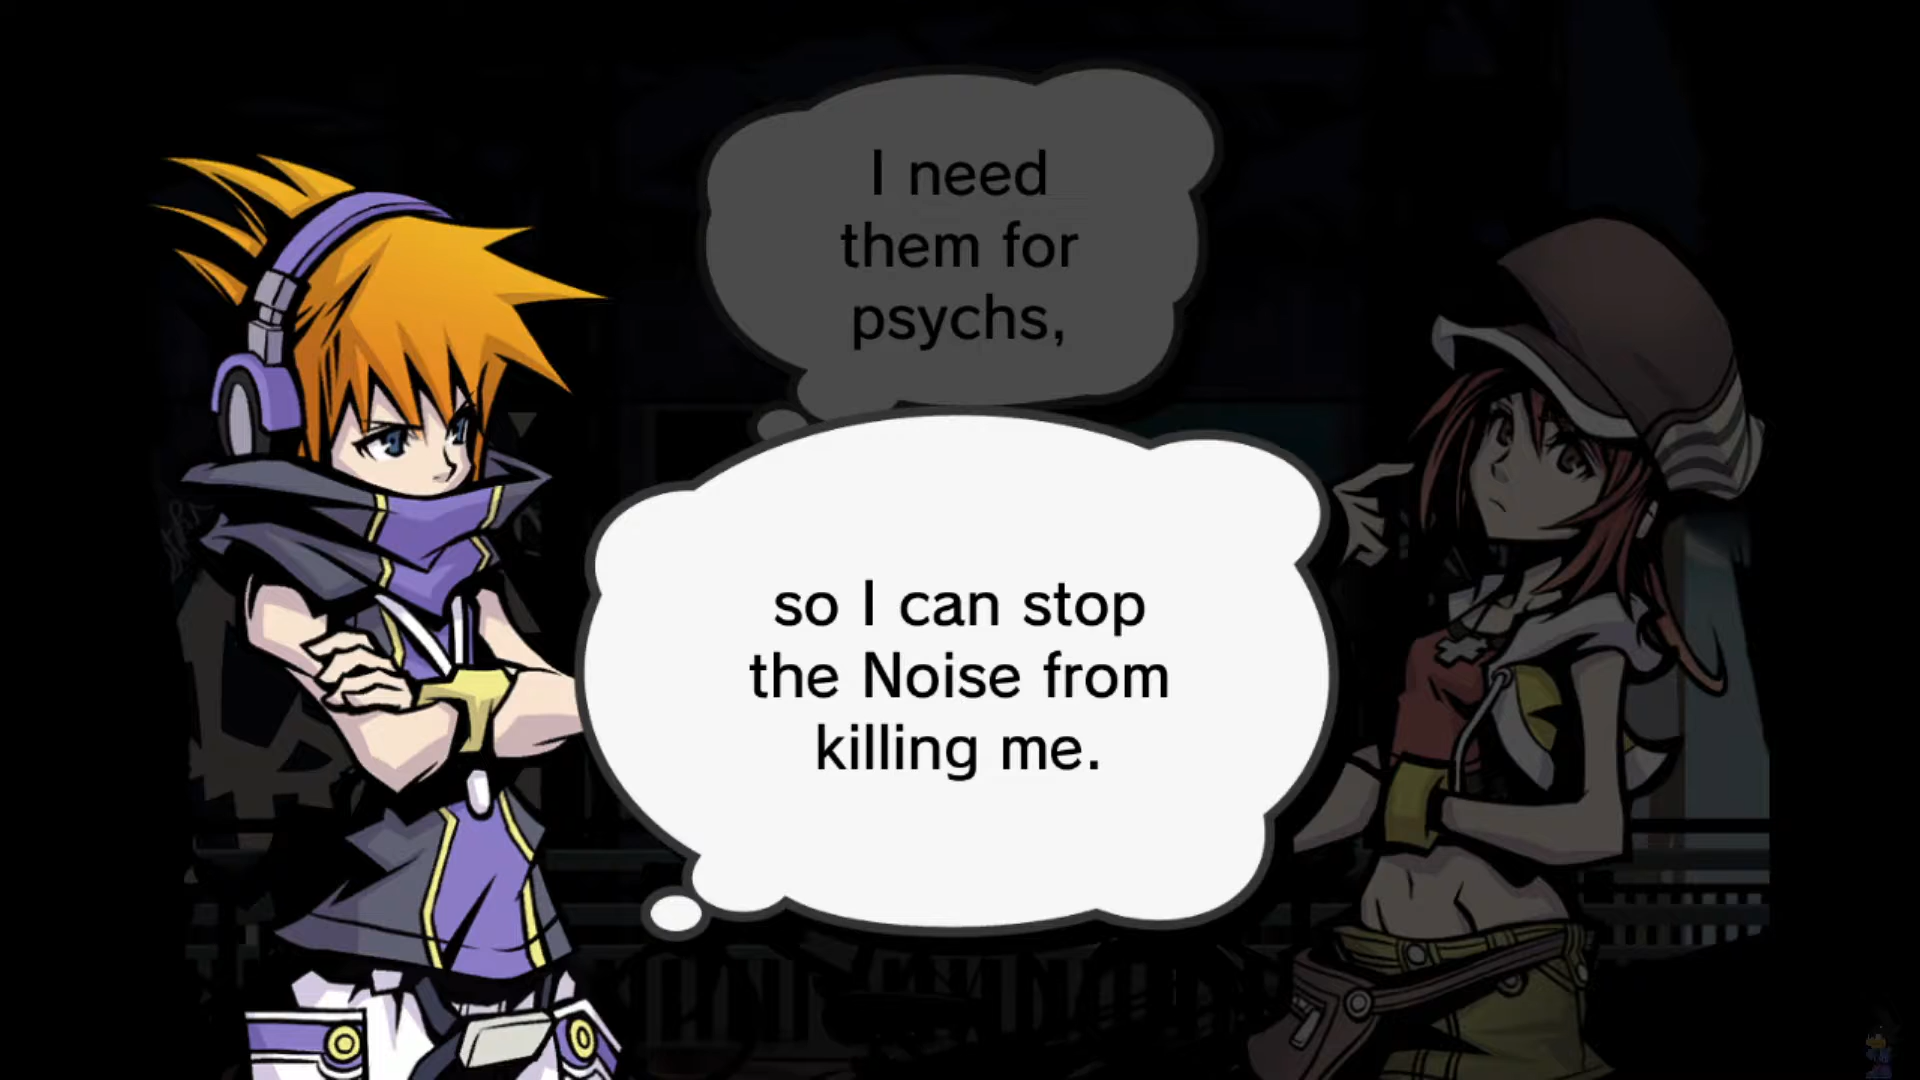 I need
them for
psychs,
so I can stop
the Noise from
killing me.